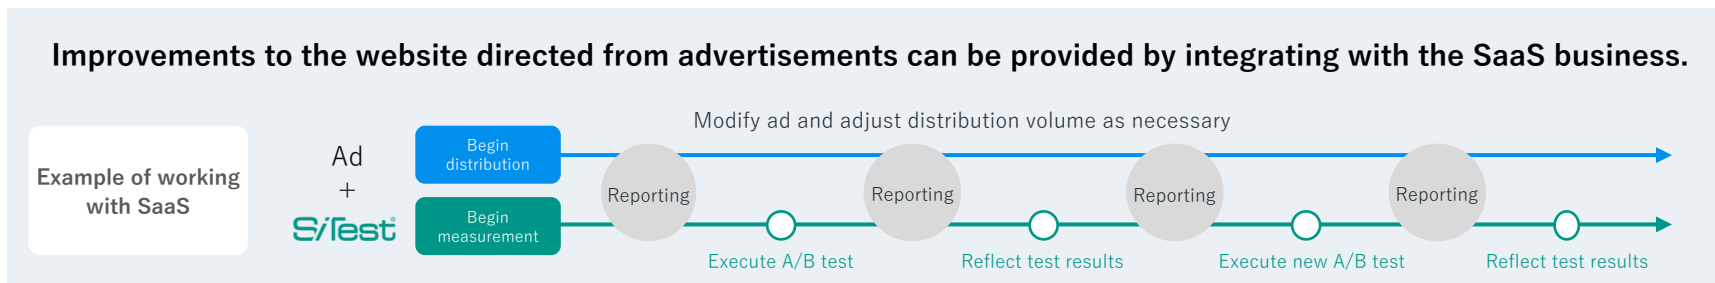 Improvements to the website directed from advertisements can be provided by integrating with the SaaS business.
Modify ad and adjust distribution volume as necessary
Example of working
with SaaS
Ad
+
SiTest®
Begin
distribution
Begin
measurement
Reporting
Reporting
Reporting
Reporting
Execute A/B test
Reflect test results
Execute new A/B test
Reflect test results